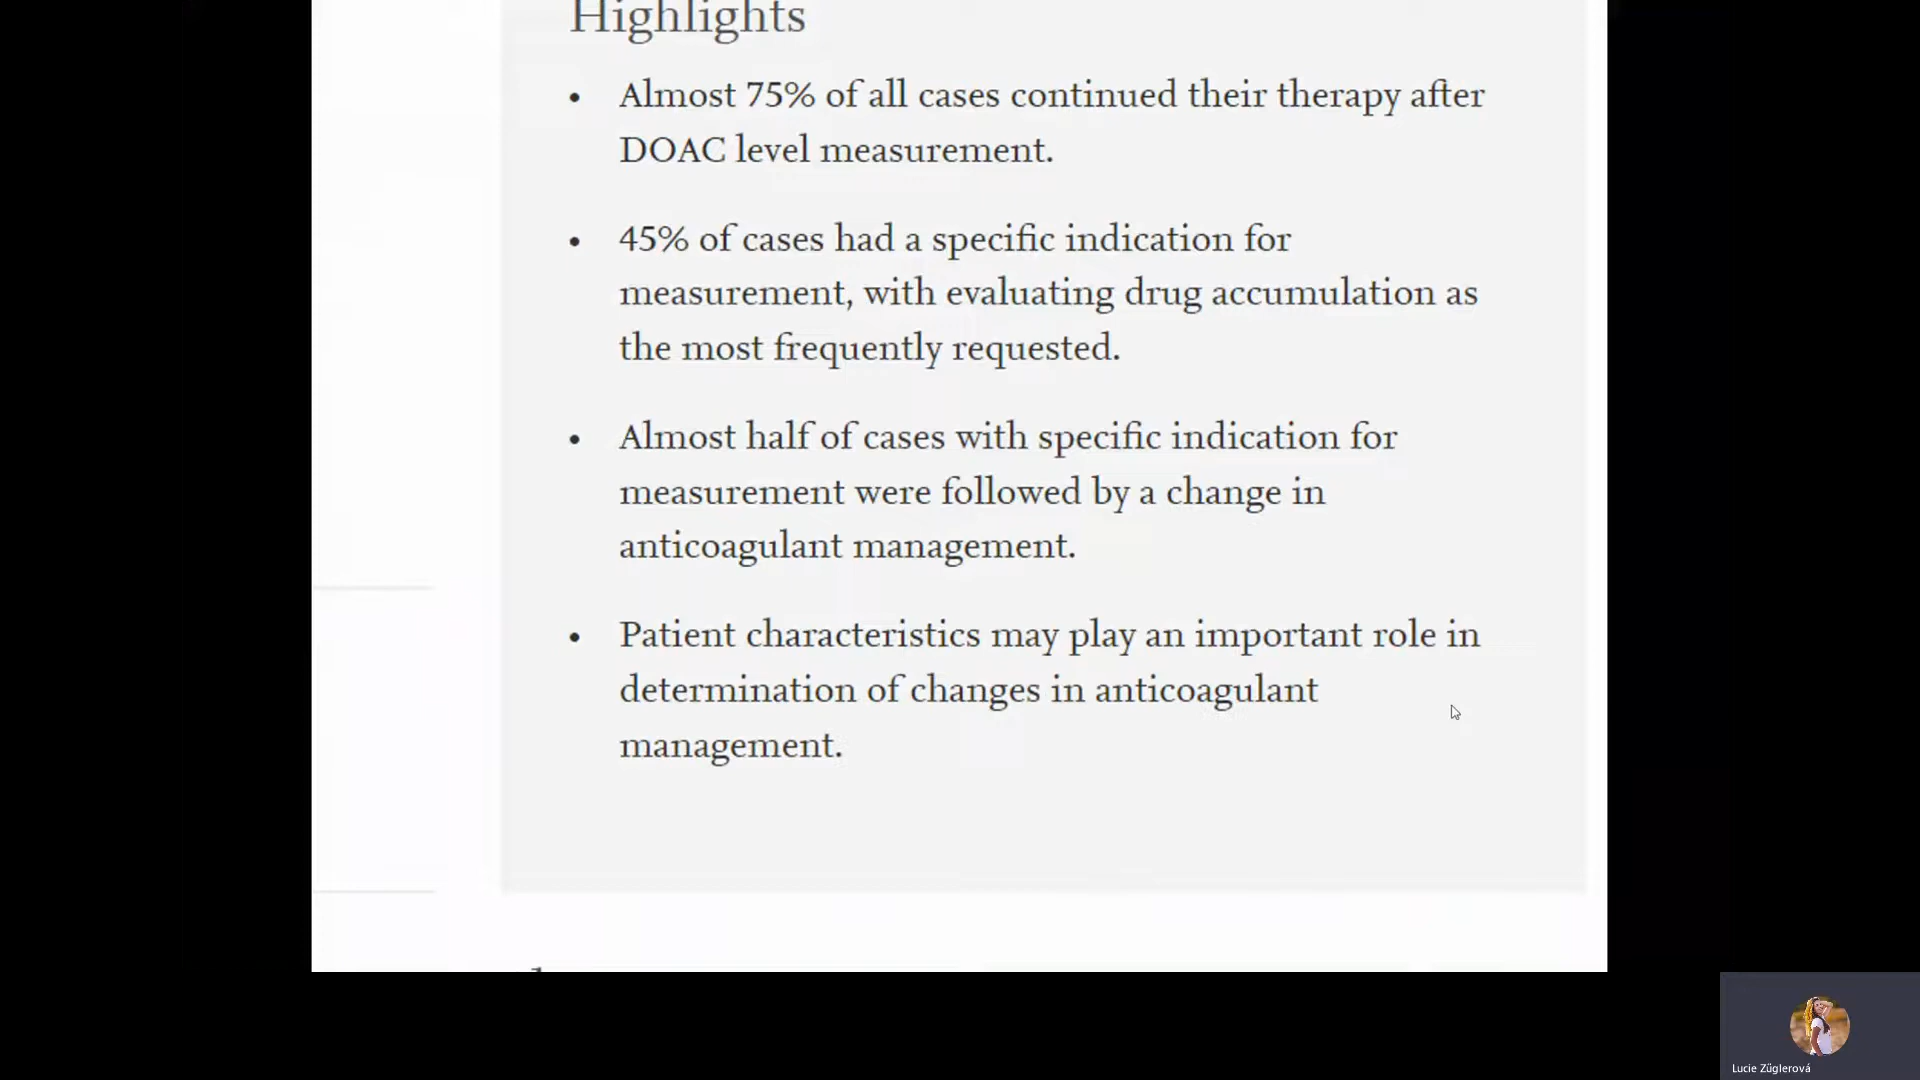 Highlights
• Almost 75% of all cases continued their therapy after
DOAC level measurement.
• 45% of cases had a specific indication for
measurement, with evaluating drug accumulation as
the most frequently requested.
• Almost half of cases with specific indication for
measurement were followed by a change in
anticoagulant management.
• Patient characteristics may play an important role in
determination of changes in anticoagulant
management.
Lucie Züglerová